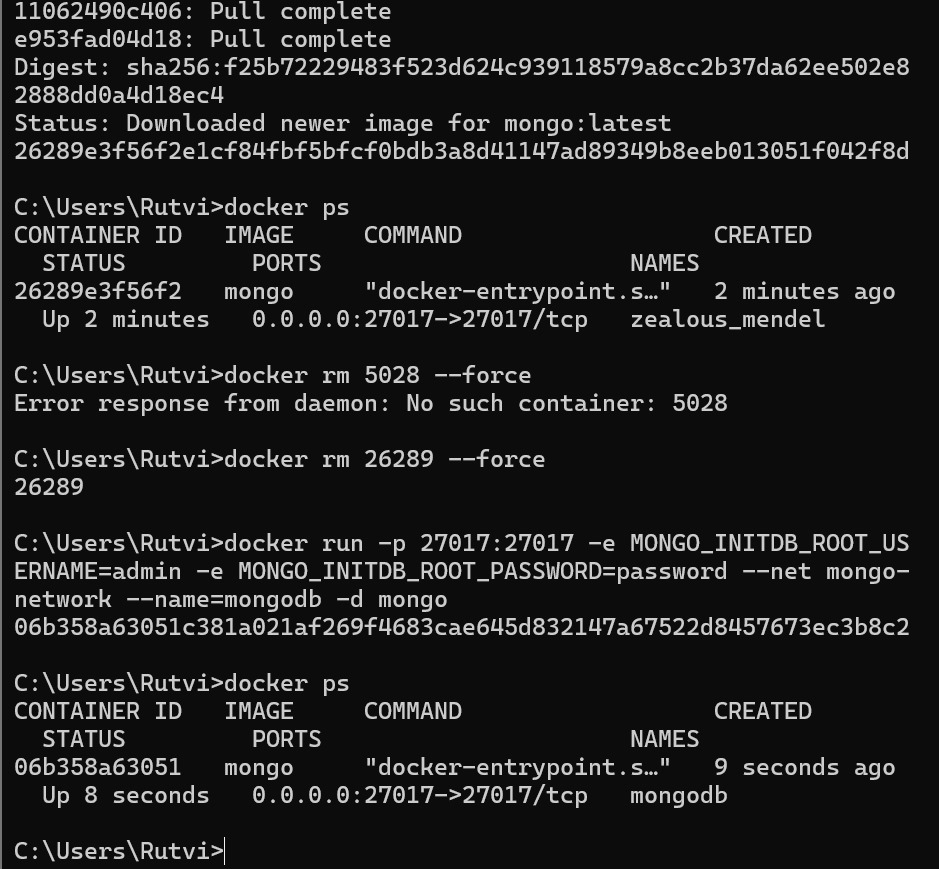 11062490c406: Pull complete
e953fad04d18: Pull complete
Digest: sha256:f25b72229483f523d624c939118579a8cc2b37da62ee502e8
2888dd0a4d18ec4
Status: Downloaded newer image for mongo:latest
26289e3f56f2e1cf84fbf5bfcf0bdb3a8d41147ad89349b8eeb013051f042f8d
C:\Users\Rutvi>docker ps
CONTAINER ID   IMAGE     COMMAND                  CREATED
  STATUS         PORTS                      NAMES
26289e3f56f2   mongo     "docker-entrypoint.s…"   2 minutes ago
  Up 2 minutes   0.0.0.0:27017->27017/tcp   zealous_mendel
C:\Users\Rutvi>docker rm 5028 --force
Error response from daemon: No such container: 5028
C:\Users\Rutvi>docker rm 26289 --force
26289
C:\Users\Rutvi>docker run -p 27017:27017 -e MONGO_INITDB_ROOT_US
ERNAME=admin -e MONGO_INITDB_ROOT_PASSWORD=password --net mongo-
network --name=mongodb -d mongo
06b358a63051c381a021af269f4683cae645d832147a67522d8457673ec3b8c2
C:\Users\Rutvi>docker ps
CONTAINER ID   IMAGE     COMMAND                  CREATED
  STATUS         PORTS                      NAMES
06b358a63051   mongo     "docker-entrypoint.s…"   9 seconds ago
  Up 8 seconds   0.0.0.0:27017->27017/tcp   mongodb
C:\Users\Rutvi>